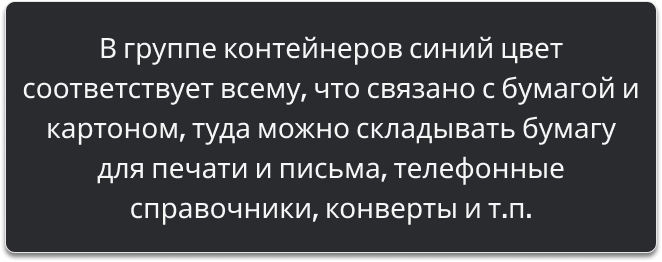 В группе контейнеров синий цвет
соответствует всему, что связано с бумагой и
картоном, туда можно складывать бумагу
для печати и письма, телефонные
справочники, конверты и т.п.